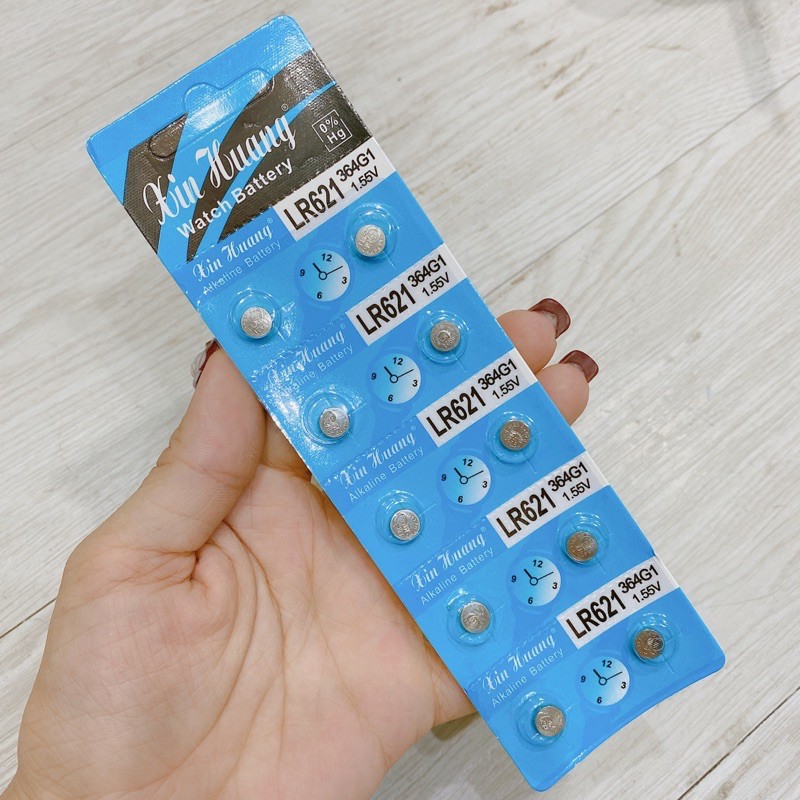 Xin Huang®
Watch Battery
0%
Hg
LR621 364G1
1.55V
Xin Huang®
Alkaline Battery
12
9 3
6
LR621 364G1
1.55V
Xin Huang
Alkaline Battery
12
9 3
6
LR621 364G1
1.55V
Xin Huang
Alkaline Battery
12
9 3
6
LR621 364G1
1.55V
Xin Huang
Alkaline Battery
12
9 3
6
LR621 364G1
1.55V
Xin Huang
Alkaline Battery
12
9 3
6